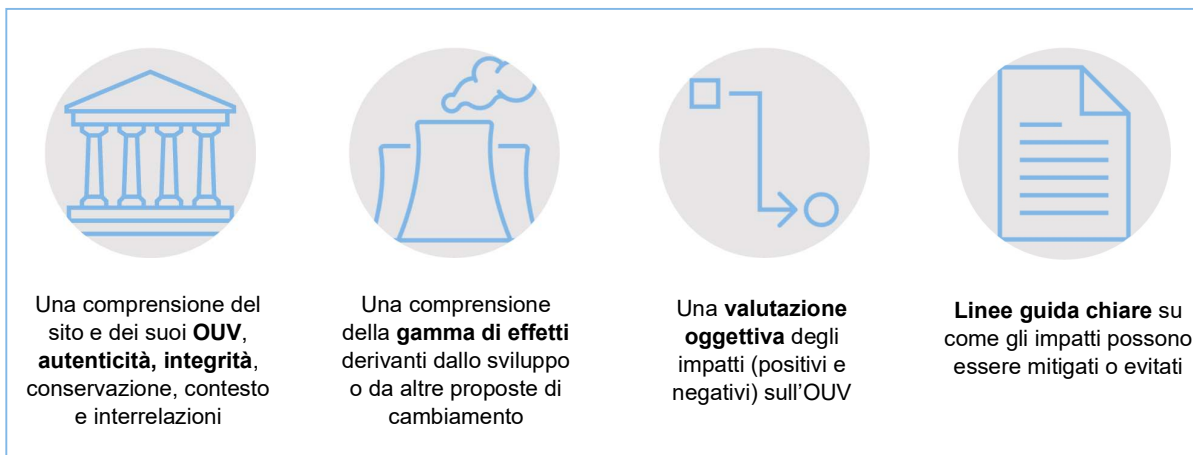 Una comprensione del
sito e dei suoi OUV,
autenticità, integrità,
conservazione, contesto
e interrelazioni
Una comprensione
della gamma di effetti
derivanti dallo sviluppo
o da altre proposte di
cambiamento
Una valutazione
oggettiva degli
impatti (positivi e
negativi) sull’OUV
Linee guida chiare su
come gli impatti possono
essere mitigati o evitati